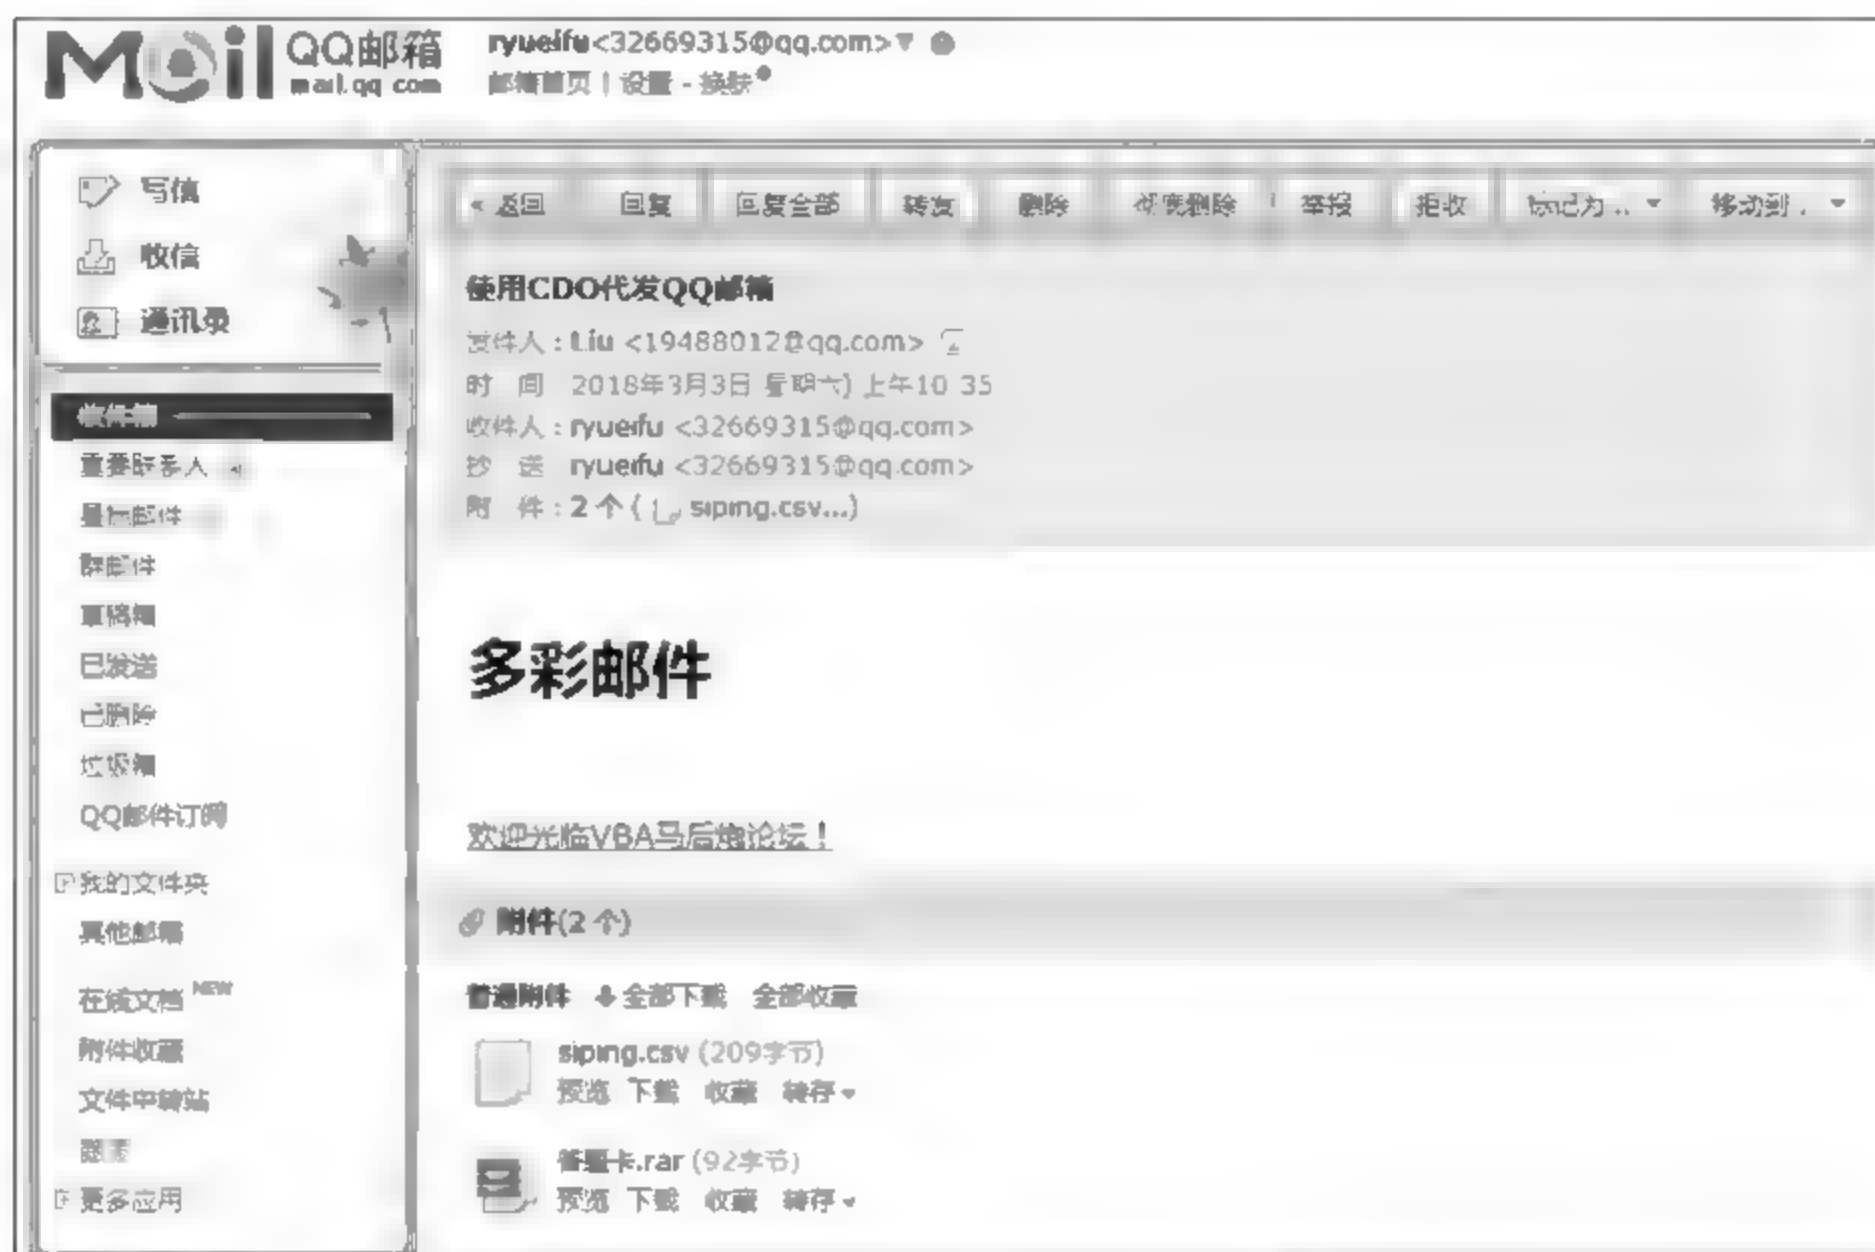 Mail QQ邮箱 mail.qq.com
ryueifu<32669315@qq.com>
邮箱首页 | 设置 - 换肤
写信
收信
通讯录
收件箱
重要联系人
星标邮件
群邮件
草稿箱
已发送
已删除
垃圾箱
QQ邮件订阅
我的文件夹
其他邮箱
在线文档 NEW
附件收藏
文件中转站
更多应用
« 返回 回复 回复全部 转发 删除 彻底删除 举报 拒收 标记为... 移动到...
使用CDO代发QQ邮箱
发件人:Liu <19488012@qq.com>
时 间 2018年3月3日 星期六) 上午10 35
收件人:ryueifu <32669315@qq.com>
抄 送 ryueifu <32669315@qq.com>
附 件:2 个 ( siping.csv...)
多彩邮件
欢迎光临VBA马后炮论坛!
附件(2 个)
普通附件 全部下载 全部收藏
siping.csv (209字节)
预览 下载 收藏 转存
答题卡.rar (92字节)
预览 下载 收藏 转存